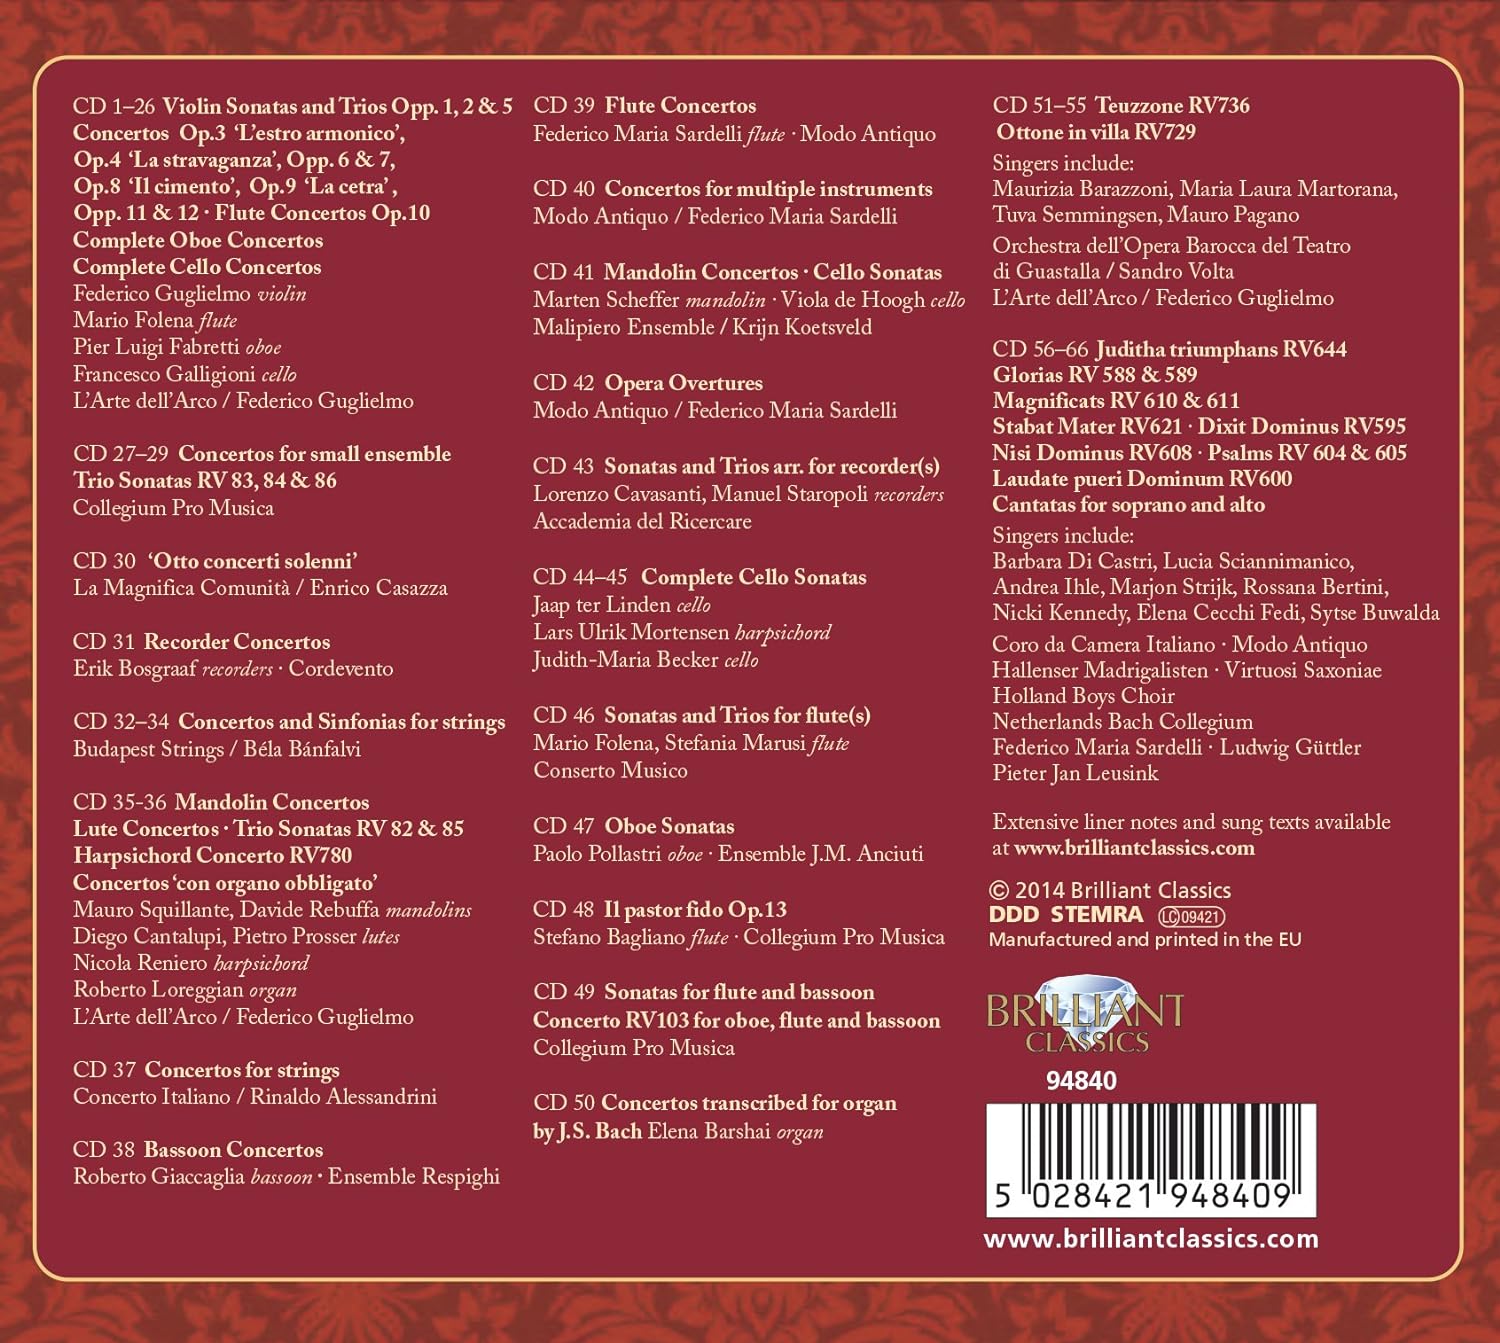 CD 1–26 Violin Sonatas and Trios Opp. 1, 2 & 5
Concertos Op.3 ‘L’estro armonico’,
Op.4 ‘La stravaganza’, Opp. 6 & 7,
Op.8 ‘Il cimento’, Op.9 ‘La cetra’ ,
Opp. 11 & 12 · Flute Concertos Op.10
Complete Oboe Concertos
Complete Cello Concertos
Federico Guglielmo violin
Mario Folena flute
Pier Luigi Fabretti oboe
Francesco Galligioni cello
L’Arte dell’Arco / Federico Guglielmo
CD 27–29 Concertos for small ensemble
Trio Sonatas RV 83, 84 & 86
Collegium Pro Musica
CD 30 ‘Otto concerti solenni’
La Magnifica Comunità / Enrico Casazza
CD 31 Recorder Concertos
Erik Bosgraaf recorders · Cordevento
CD 32–34 Concertos and Sinfonias for strings
Budapest Strings / Béla Bánfalvi
CD 35-36 Mandolin Concertos
Lute Concertos · Trio Sonatas RV 82 & 85
Harpsichord Concerto RV780
Concertos ‘con organo obbligato’
Mauro Squillante, Davide Rebuffa mandolins
Diego Cantalupi, Pietro Prosser lutes
Nicola Reniero harpsichord
Roberto Loreggian organ
L’Arte dell’Arco / Federico Guglielmo
CD 37 Concertos for strings
Concerto Italiano / Rinaldo Alessandrini
CD 38 Bassoon Concertos
Roberto Giaccaglia bassoon · Ensemble Respighi
CD 39 Flute Concertos
Federico Maria Sardelli flute · Modo Antiquo
CD 40 Concertos for multiple instruments
Modo Antiquo / Federico Maria Sardelli
CD 41 Mandolin Concertos · Cello Sonatas
Marten Scheffer mandolin · Viola de Hoogh cello
Malipiero Ensemble / Krijn Koetsveld
CD 42 Opera Overtures
Modo Antiquo / Federico Maria Sardelli
CD 43 Sonatas and Trios arr. for recorder(s)
Lorenzo Cavasanti, Manuel Staropoli recorders
Accademia del Ricercare
CD 44–45 Complete Cello Sonatas
Jaap ter Linden cello
Lars Ulrik Mortensen harpsichord
Judith-Maria Becker cello
CD 46 Sonatas and Trios for flute(s)
Mario Folena, Stefania Marusi flute
Conserto Musico
CD 47 Oboe Sonatas
Paolo Pollastri oboe · Ensemble J.M. Anciuti
CD 48 Il pastor fido Op.13
Stefano Bagliano flute · Collegium Pro Musica
CD 49 Sonatas for flute and bassoon
Concerto RV103 for oboe, flute and bassoon
Collegium Pro Musica
CD 50 Concertos transcribed for organ
by J.S. Bach Elena Barshai organ
CD 51–55 Teuzzone RV736
Ottone in villa RV729
Singers include:
Maurizia Barazzoni, Maria Laura Martorana,
Tuva Semmingsen, Mauro Pagano
Orchestra dell’Opera Barocca del Teatro
di Guastalla / Sandro Volta
L’Arte dell’Arco / Federico Guglielmo
CD 56–66 Juditha triumphans RV644
Glorias RV 588 & 589
Magnificats RV 610 & 611
Stabat Mater RV621 · Dixit Dominus RV595
Nisi Dominus RV608 · Psalms RV 604 & 605
Laudate pueri Dominum RV600
Cantatas for soprano and alto
Singers include:
Barbara Di Castri, Lucia Sciannimanico,
Andrea Ihle, Marjon Strijk, Rossana Bertini,
Nicki Kennedy, Elena Cecchi Fedi, Sytse Buwalda
Coro da Camera Italiano · Modo Antiquo
Hallenser Madrigalisten · Virtuosi Saxoniae
Holland Boys Choir
Netherlands Bach Collegium
Federico Maria Sardelli · Ludwig Güttler
Pieter Jan Leusink
Extensive liner notes and sung texts available
at www.brilliantclassics.com
© 2014 Brilliant Classics
DDD STEMRA LC 09421
Manufactured and printed in the EU
BRILLIANT
CLASSICS
94840
5 028421 948409
www.brilliantclassics.com